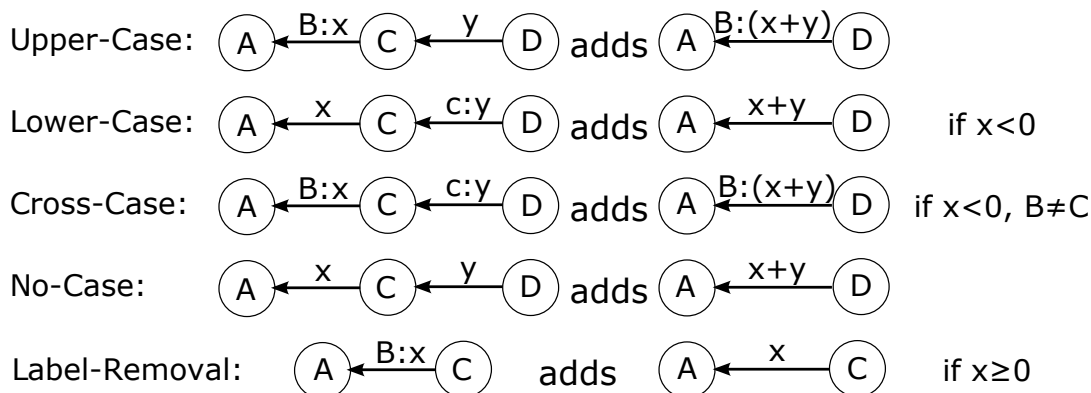 Upper-Case: A B:x C y D adds A B:(x+y) D
Lower-Case: A x C c:y D adds A x+y D if x<0
Cross-Case: A B:x C c:y D adds A B:(x+y) D if x<0, B≠C
No-Case: A x C y D adds A x+y D
Label-Removal: A B:x C adds A x C if x≥0